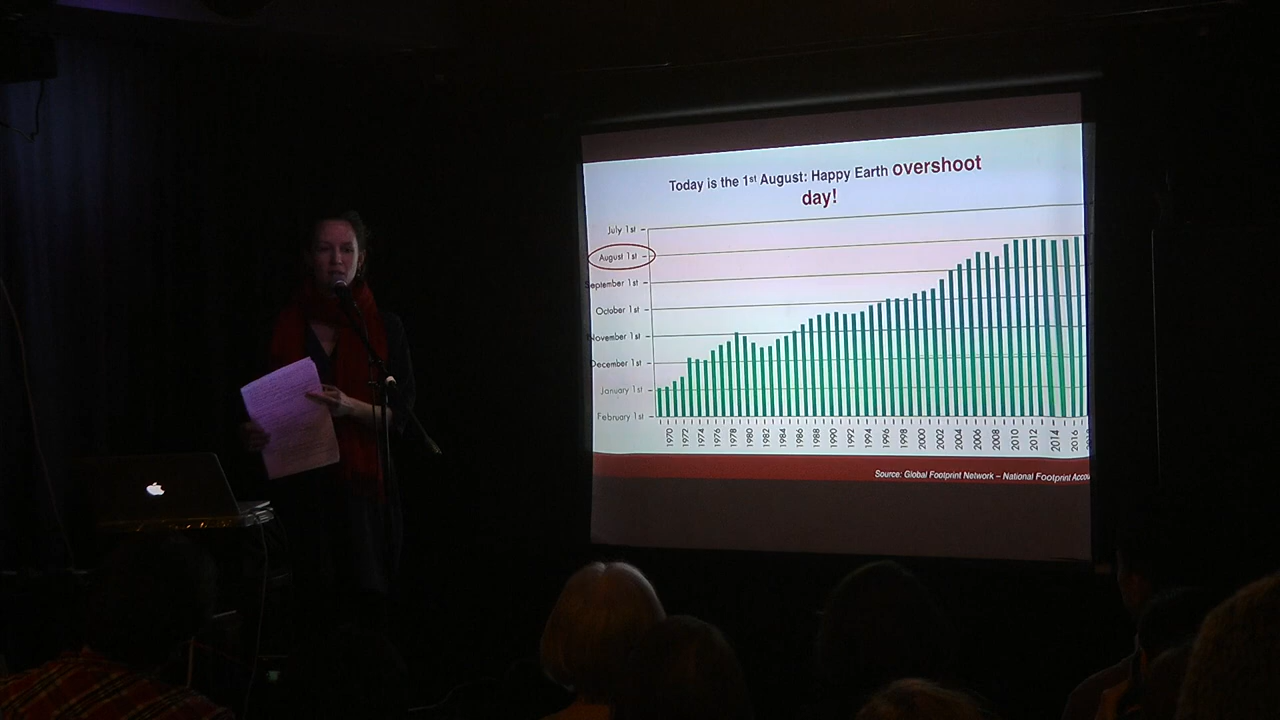 Today is the 1st August: Happy Earth overshoot
day!
July 1st
August 1st
September 1st
October 1st
November 1st
December 1st
January 1st
February 1st
1970 1972 1974 1976 1978 1980 1982 1984 1986 1988 1990 1992 1994 1996 1998 2000 2002 2004 2006 2008 2010 2012 2014 2016
Source: Global Footprint Network – National Footprint